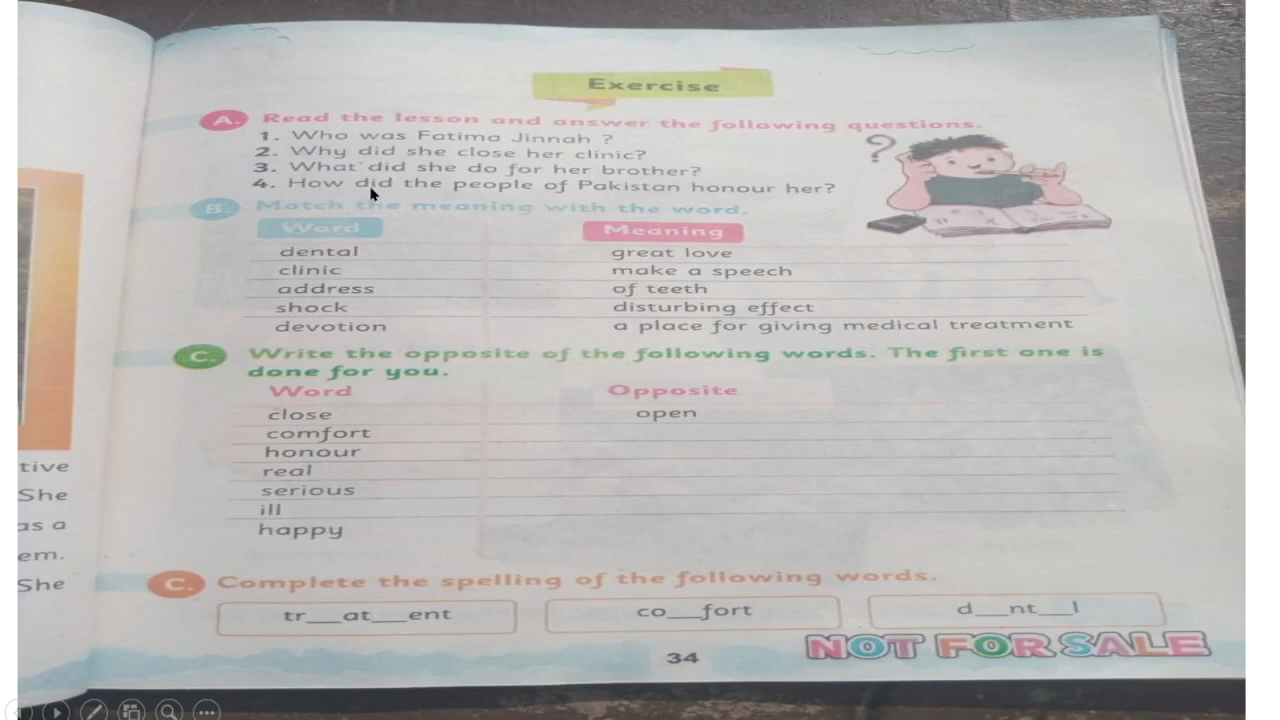 Exercise
A. Read the lesson and answer the following questions.
1. Who was Fatima Jinnah ?
2. Why did she close her clinic?
3. What did she do for her brother?
4. How did the people of Pakistan honour her?
B. Match the meaning with the word.
Word Meaning
dental great love
clinic make a speech
address of teeth
shock disturbing effect
devotion a place for giving medical treatment
C. Write the opposite of the following words. The first one is
done for you.
Word Opposite
close open
comfort
honour
real
serious
ill
happy
tive
She
as a
em.
She
C. Complete the spelling of the following words.
tr__at__ent co__fort d__nt__l
34
NOT FOR SALE